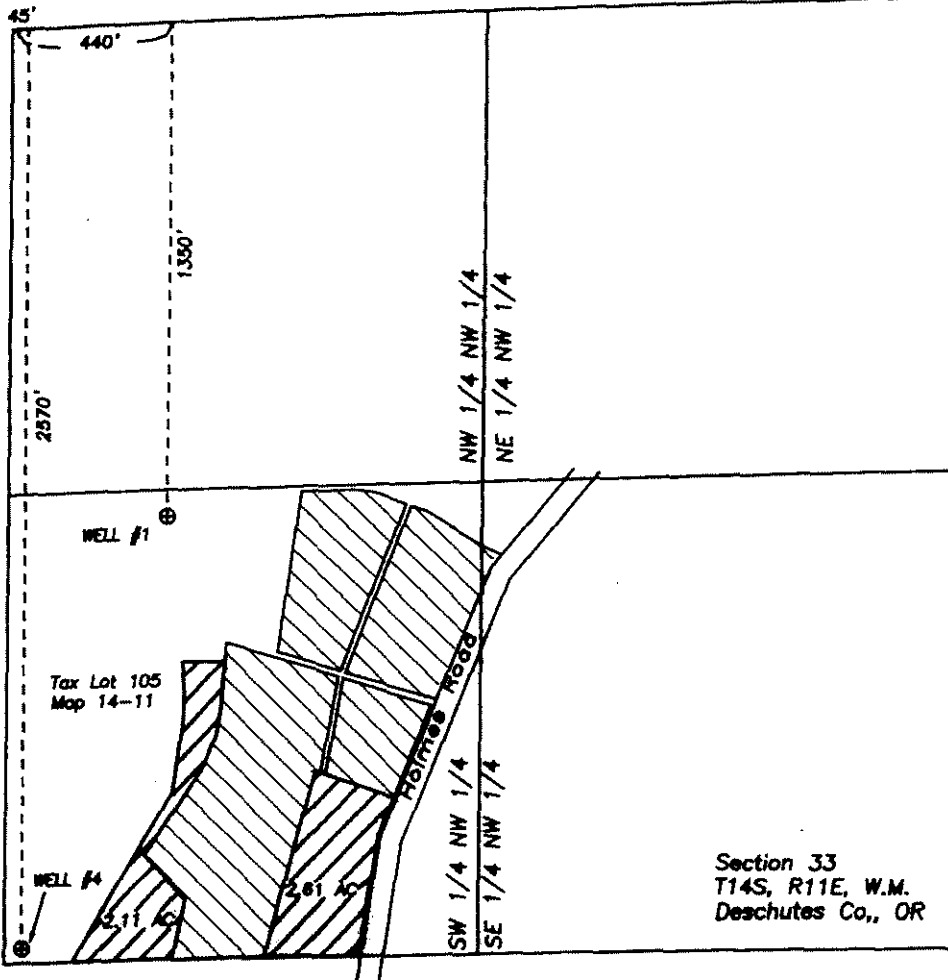 45'
440'
1350'
2570'
NW 1/4 NW 1/4
NE 1/4 NW 1/4
WELL #1
Tax Lot 105
Map 14-11
Holmes Road
WELL #4
2.11 AC
2.61 AC
SW 1/4 NW 1/4
SE 1/4 NW 1/4
Section 33
T14S, R11E, W.M.
Deschutes Co,, OR